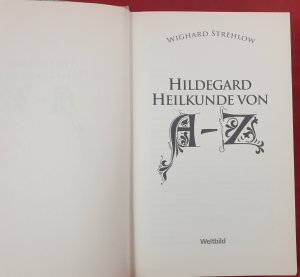 WIGHARD STREHLOW
HILDEGARD
HEILKUNDE VON
A-Z
Weltbild